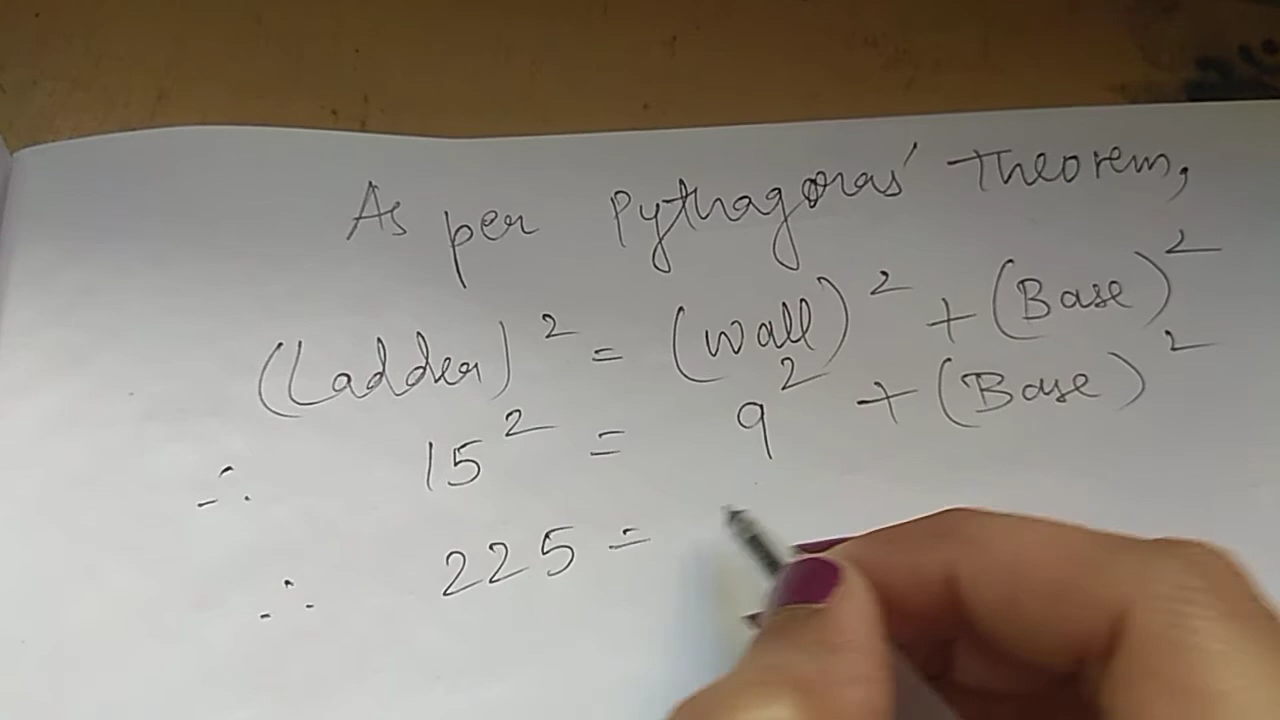 As per Pythagoras' Theorem,
(Ladder)² = (Wall)² + (Base)²
∴ 15² = 9² + (Base)²
∴ 225 =